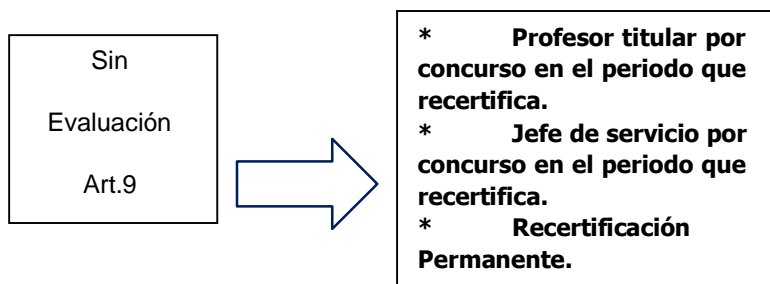 Sin
Evaluación
Art.9
* Profesor titular por
concurso en el periodo que
recertifica.
* Jefe de servicio por
concurso en el periodo que
recertifica.
* Recertificación
Permanente.